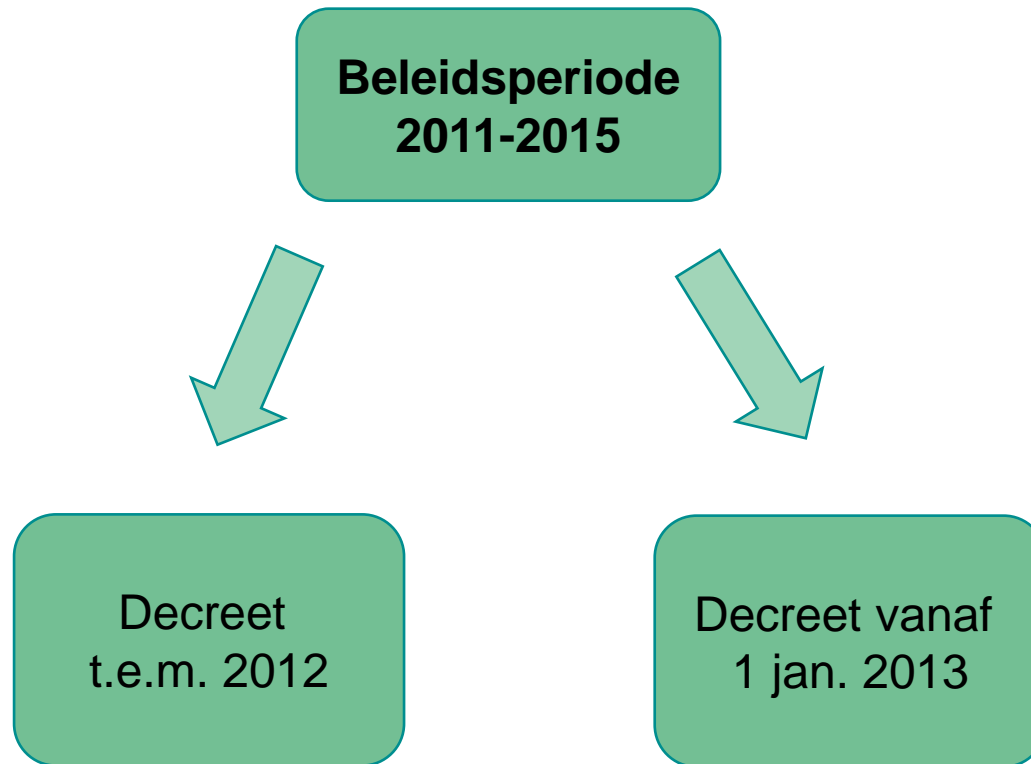 Beleidsperiode
2011-2015
Decreet
t.e.m. 2012
Decreet vanaf
1 jan. 2013